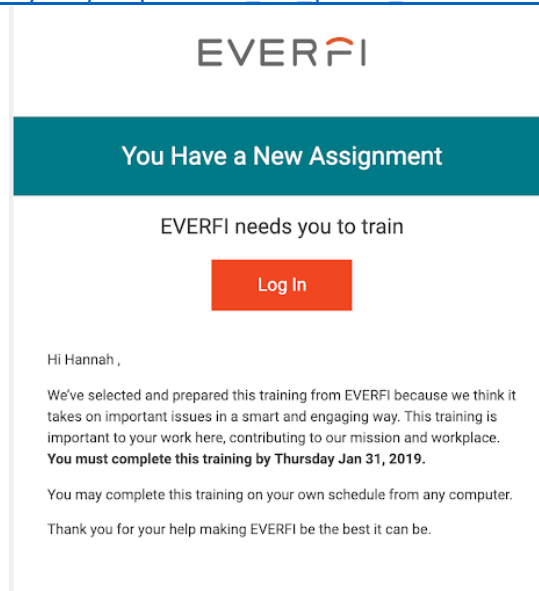 EVERFI
You Have a New Assignment
EVERFI needs you to train
Log In
Hi Hannah ,
We've selected and prepared this training from EVERFI because we think it
takes on important issues in a smart and engaging way. This training is
important to your work here, contributing to our mission and workplace.
You must complete this training by Thursday Jan 31, 2019.
You may complete this training on your own schedule from any computer.
Thank you for your help making EVERFI be the best it can be.